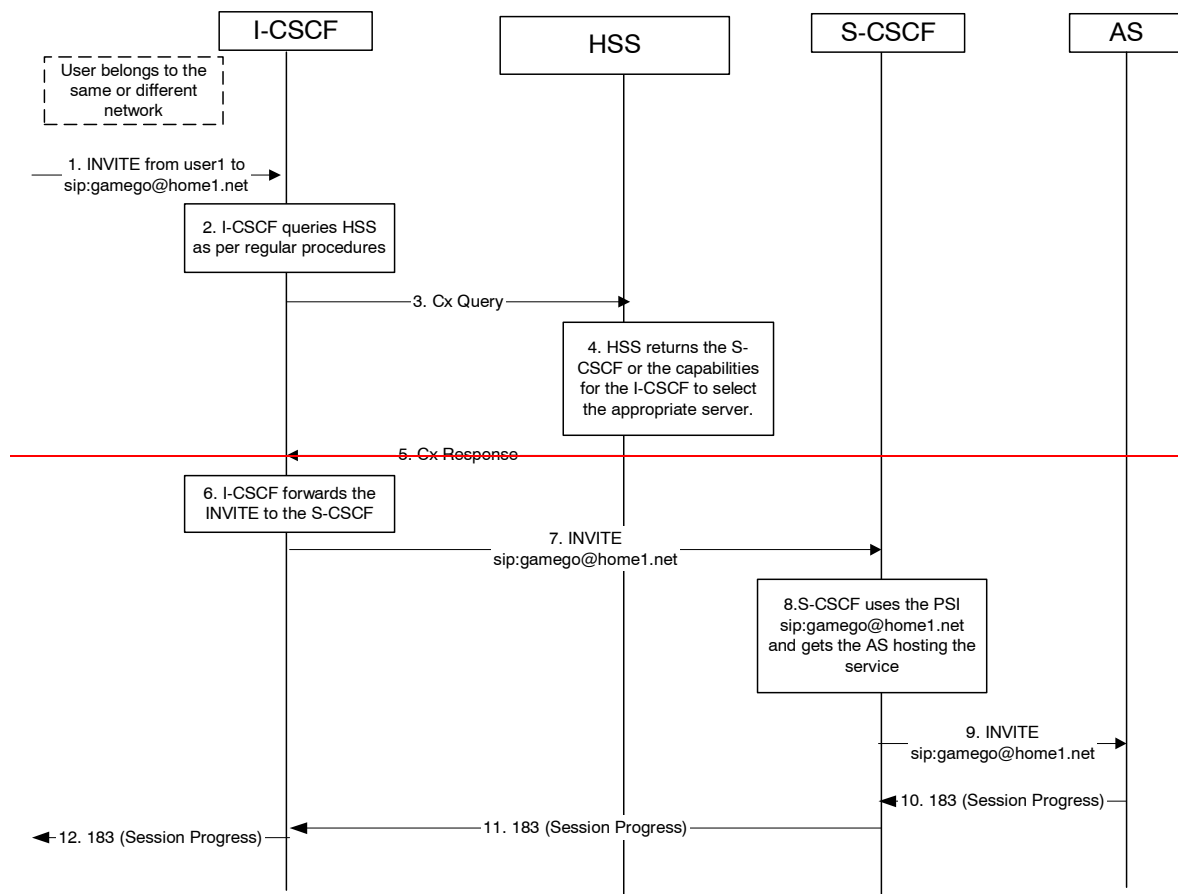 I-CSCF
HSS
S-CSCF
AS
User belongs to the
same or different
network
1. INVITE from user1 to
sip:gamego@home1.net
2. I-CSCF queries HSS
as per regular procedures
3. Cx Query
4. HSS returns the S-
CSCF or the capabilities
for the I-CSCF to select
the appropriate server.
5. Cx Response
6. I-CSCF forwards the
INVITE to the S-CSCF
7. INVITE
sip:gamego@home1.net
8.S-CSCF uses the PSI
sip:gamego@home1.net
and gets the AS hosting the
service
9. INVITE
sip:gamego@home1.net
10. 183 (Session Progress)
11. 183 (Session Progress)
12. 183 (Session Progress)